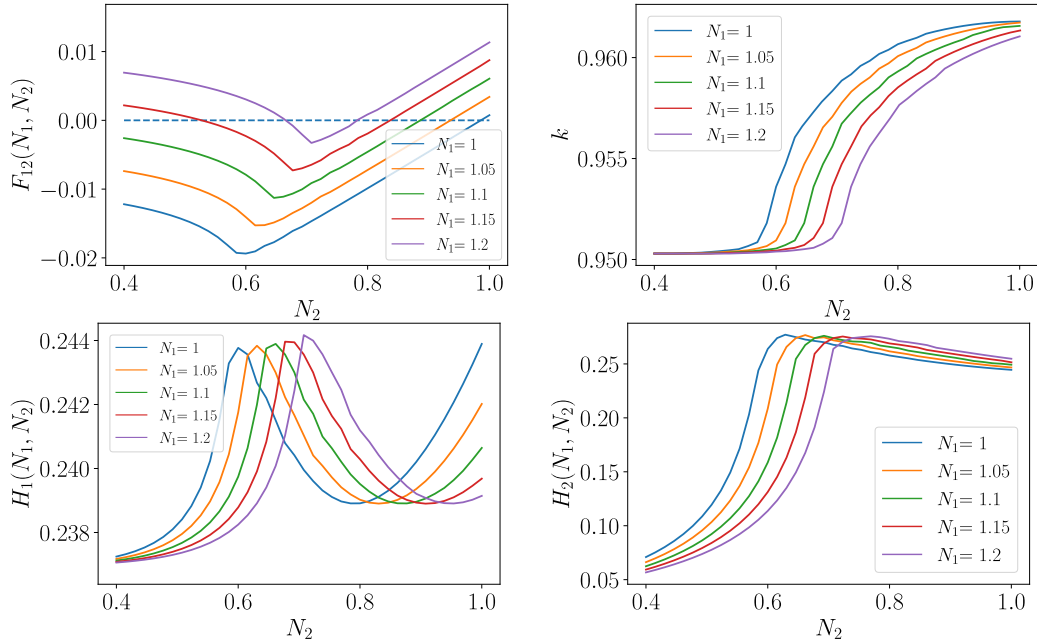 F₁₂(N₁, N₂)
0.01
0.00
−0.01
−0.02
0.4
0.6
0.8
1.0
N₂
N₁= 1
N₁= 1.05
N₁= 1.1
N₁= 1.15
N₁= 1.2
k
0.960
0.955
0.950
0.4
0.6
0.8
1.0
N₂
N₁= 1
N₁= 1.05
N₁= 1.1
N₁= 1.15
N₁= 1.2
H₁(N₁, N₂)
0.244
0.242
0.240
0.238
0.4
0.6
0.8
1.0
N₂
N₁= 1
N₁= 1.05
N₁= 1.1
N₁= 1.15
N₁= 1.2
H₂(N₁, N₂)
0.25
0.20
0.15
0.10
0.05
0.4
0.6
0.8
1.0
N₂
N₁= 1
N₁= 1.05
N₁= 1.1
N₁= 1.15
N₁= 1.2